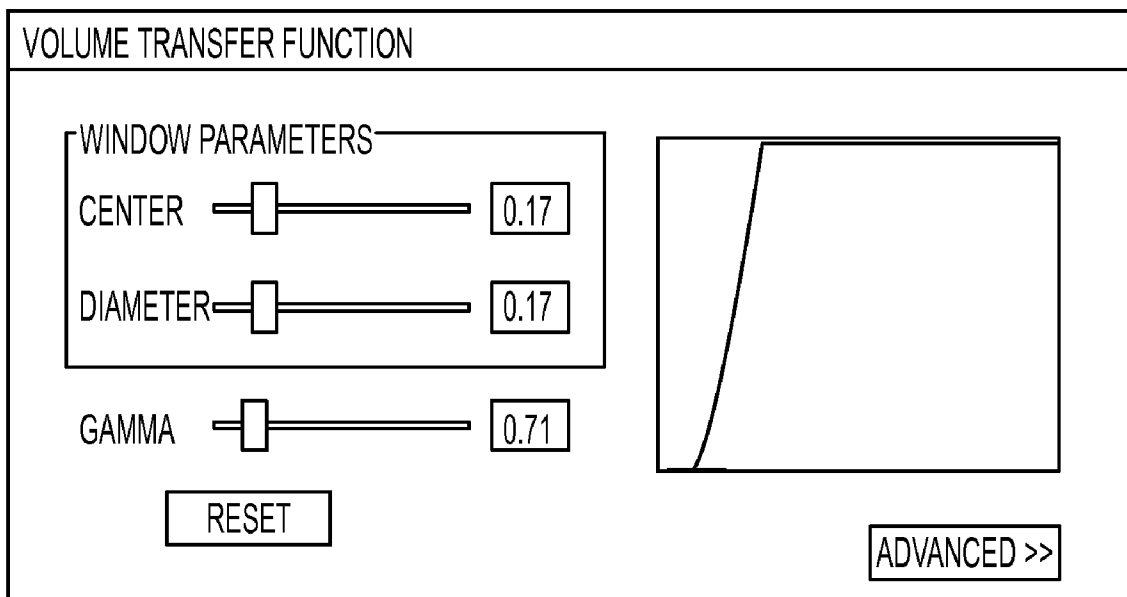 VOLUME TRANSFER FUNCTION
WINDOW PARAMETERS
CENTER 0.17
DIAMETER 0.17
GAMMA 0.71
RESET
ADVANCED >>